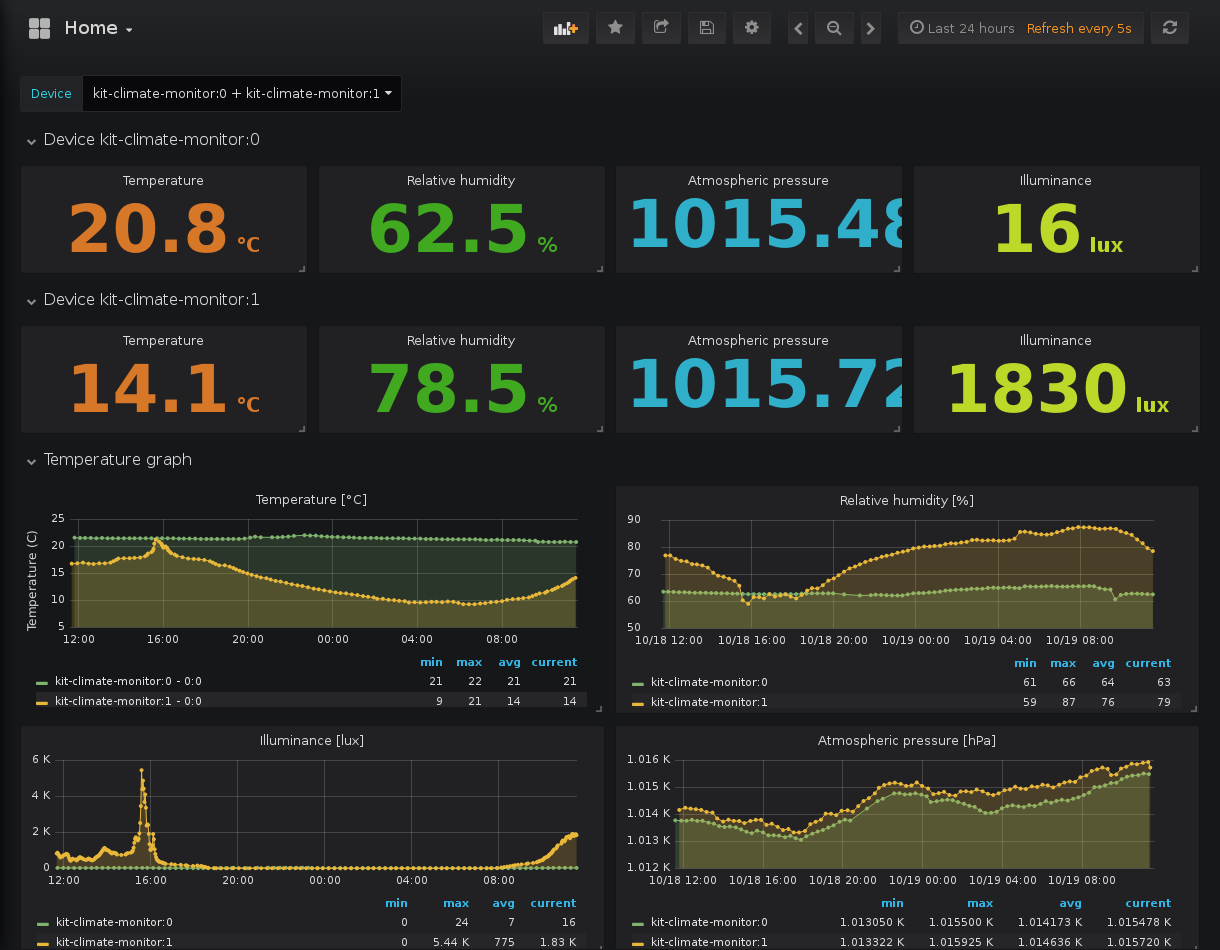 Home
Last 24 hours Refresh every 5s
Device kit-climate-monitor:0 + kit-climate-monitor:1
Device kit-climate-monitor:0
Temperature Relative humidity Atmospheric pressure Illuminance
20.8 °C 62.5 % 1015.48 16 lux
Device kit-climate-monitor:1
Temperature Relative humidity Atmospheric pressure Illuminance
14.1 °C 78.5 % 1015.72 1830 lux
Temperature graph
Temperature [°C]
Temperature (C)
25
20
15
10
5
12:00 16:00 20:00 00:00 04:00 08:00
min max avg current
kit-climate-monitor:0 - 0:0 21 22 21 21
kit-climate-monitor:1 - 0:0 9 21 14 14
Relative humidity [%]
90
80
70
60
50
10/18 12:00 10/18 16:00 10/18 20:00 10/19 00:00 10/19 04:00 10/19 08:00
min max avg current
kit-climate-monitor:0 61 66 64 63
kit-climate-monitor:1 59 87 76 79
Illuminance [lux]
6 K
4 K
2 K
0
12:00 16:00 20:00 00:00 04:00 08:00
min max avg current
kit-climate-monitor:0 0 24 7 16
kit-climate-monitor:1 0 5.44 K 775 1.83 K
Atmospheric pressure [hPa]
1.016 K
1.015 K
1.014 K
1.013 K
1.012 K
10/18 12:00 10/18 16:00 10/18 20:00 10/19 00:00 10/19 04:00 10/19 08:00
min max avg current
kit-climate-monitor:0 1.013050 K 1.015500 K 1.014173 K 1.015478 K
kit-climate-monitor:1 1.013322 K 1.015925 K 1.014636 K 1.015720 K